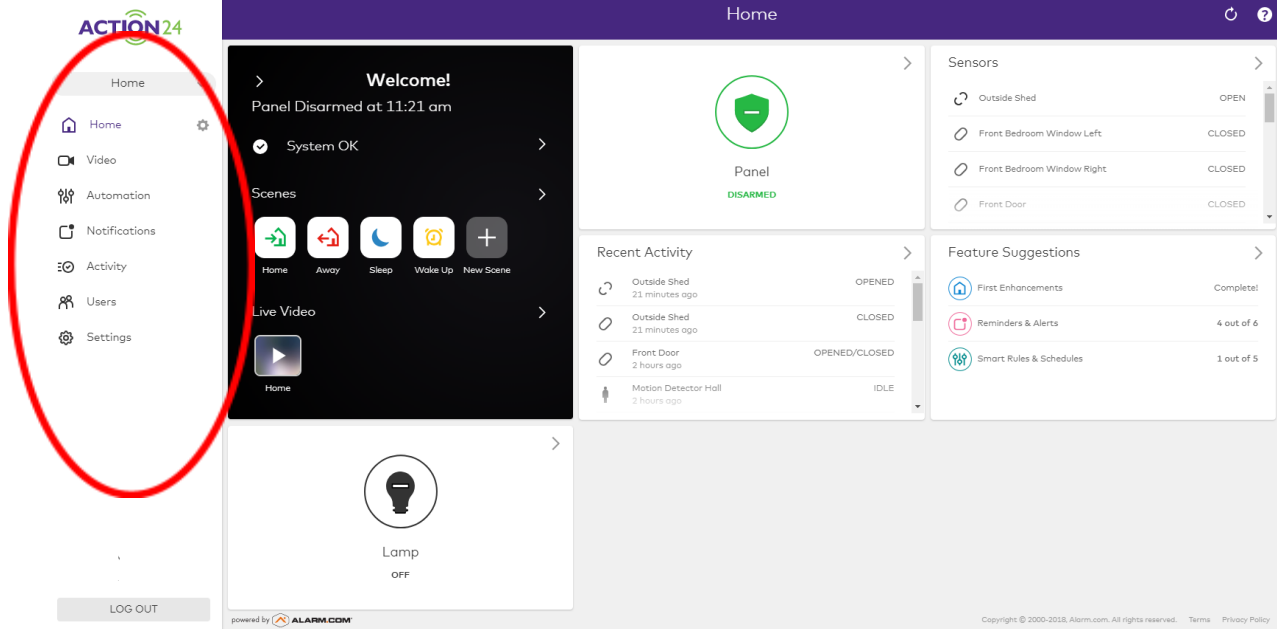 ACTION24
Home
Home
Video
Automation
Notifications
Activity
Users
Settings
LOG OUT
Home
Welcome!
Panel Disarmed at 11:21 am
System OK
Scenes
Home Away Sleep Wake Up New Scene
Live Video
Home
Panel
DISARMED
Sensors
Outside Shed OPEN
Front Bedroom Window Left CLOSED
Front Bedroom Window Right CLOSED
Front Door CLOSED
Recent Activity
Outside Shed OPENED
21 minutes ago
Outside Shed CLOSED
21 minutes ago
Front Door OPENED/CLOSED
2 hours ago
Motion Detector Hall IDLE
2 hours ago
Feature Suggestions
First Enhancements Complete!
Reminders & Alerts 4 out of 6
Smart Rules & Schedules 1 out of 5
Lamp
OFF
powered by ALARM.COM
Copyright © 2000-2018, Alarm.com. All rights reserved. Terms Privacy Policy